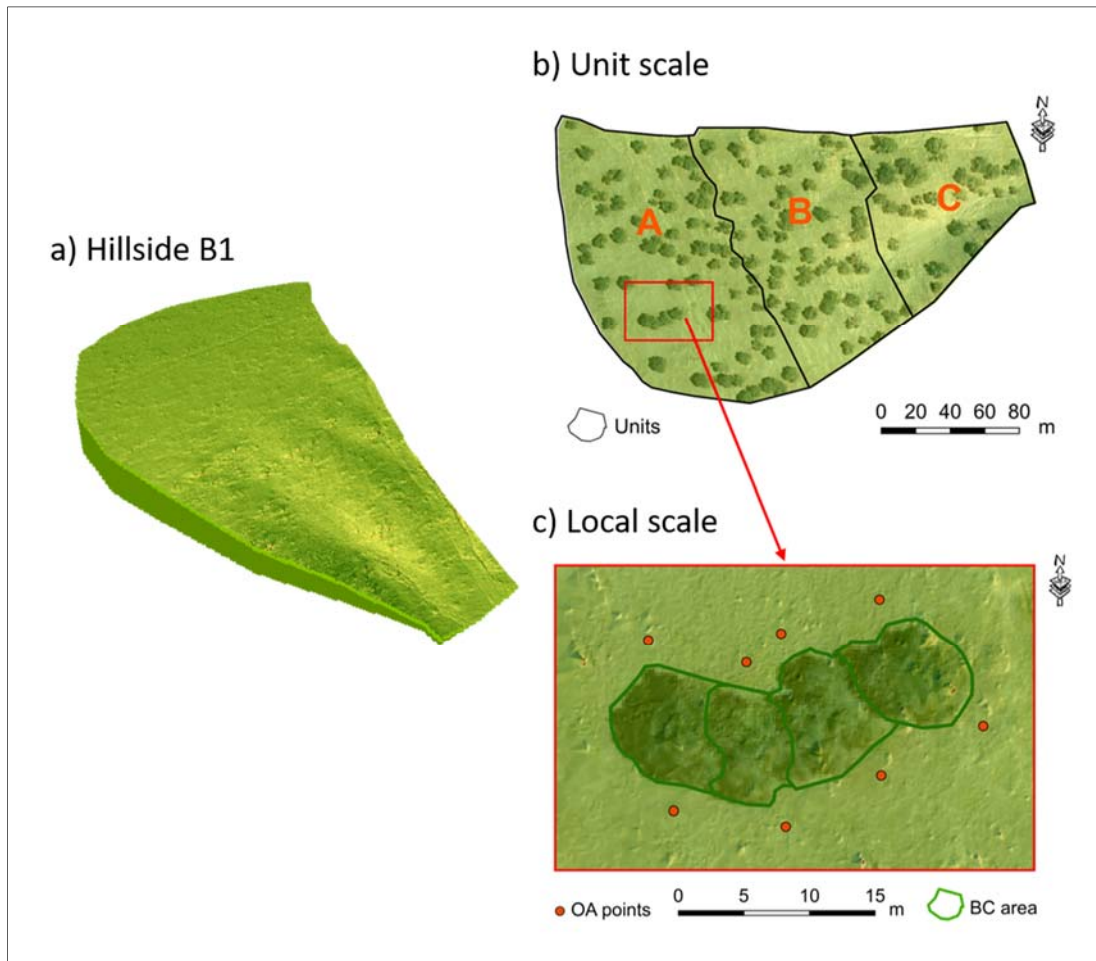 b) Unit scale
N
A
B
C
a) Hillside B1
Units
0 20 40 60 80
m
c) Local scale
N
OA points
0 5 10 15
m
BC area